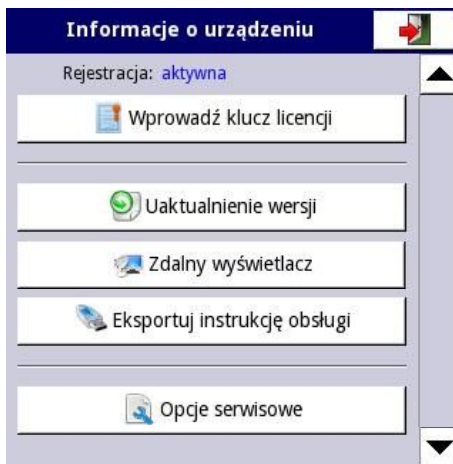 Informacje o urządzeniu
Rejestracja: aktywna
Wprowadź klucz licencji
Uaktualnienie wersji
Zdalny wyświetlacz
Eksportuj instrukcję obsługi
Opcje serwisowe